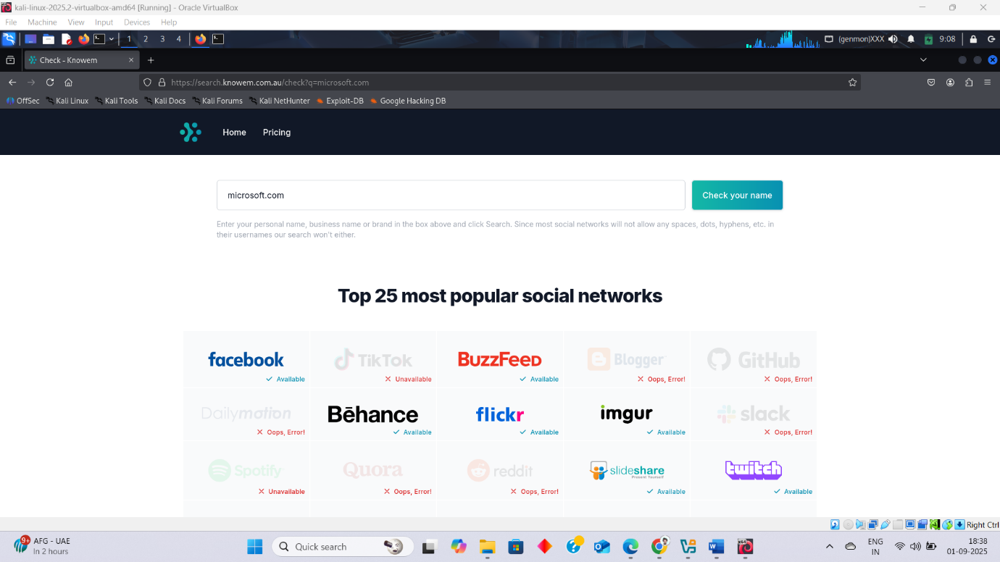 kali-linux-2025.2-virtualbox-amd64 [Running] - Oracle VirtualBox
File Machine View Input Devices Help
1 2 3 4 (genmon)XXX 9:08
Check - Knowem
https://search.knowem.com.au/check?q=microsoft.com
OffSec Kali Linux Kali Tools Kali Docs Kali Forums Kali NetHunter Exploit-DB Google Hacking DB
Home Pricing
microsoft.com Check your name
Enter your personal name, business name or brand in the box above and click Search. Since most social networks will not allow any spaces, dots, hyphens, etc. in
their usernames our search won't either.
Top 25 most popular social networks
facebook TikTok BuzzFeed Blogger GitHub
Available Unavailable Available Oops, Error! Oops, Error!
Dailymotion Bēhance flickr imgur slack
Oops, Error! Available Available Available Oops, Error!
Spotify Quora reddit slideshare twitch
Present Yourself
Unavailable Oops, Error! Oops, Error! Available Available
Right Ctrl
9+ AFG - UAE
In 2 hours
Quick search
ENG
IN
18:38
01-09-2025